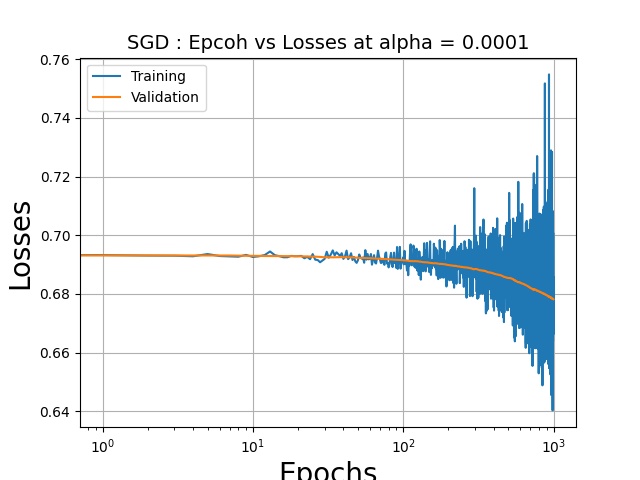 SGD : Epcoh vs Losses at alpha = 0.0001
Training
Validation
Losses
0.76
0.74
0.72
0.70
0.68
0.66
0.64
10⁰
10¹
10²
10³
Epochs